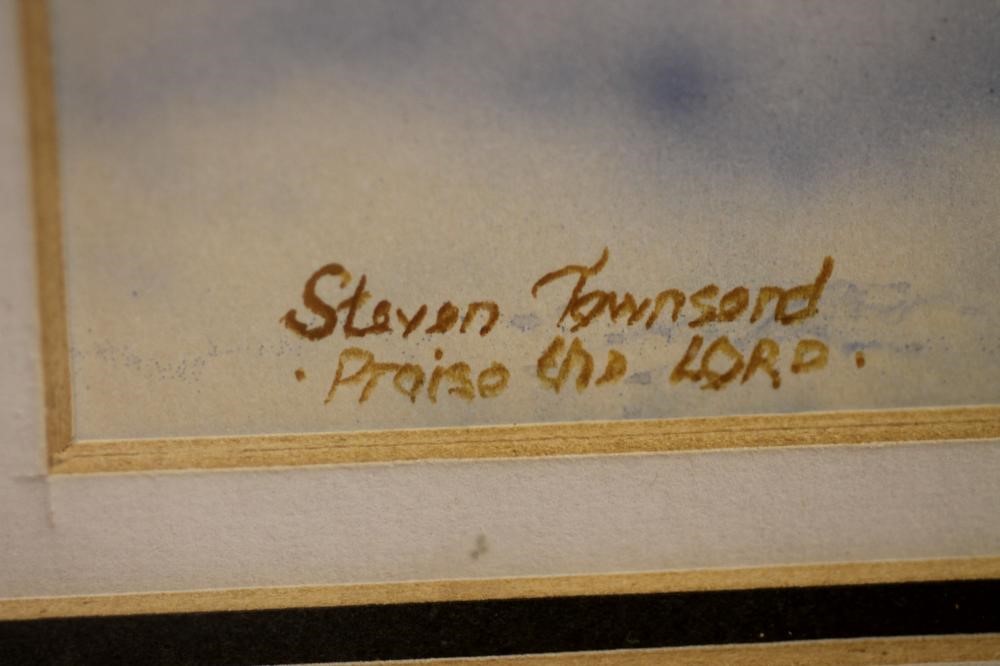 Steven Townsend
. Praise the LORD .